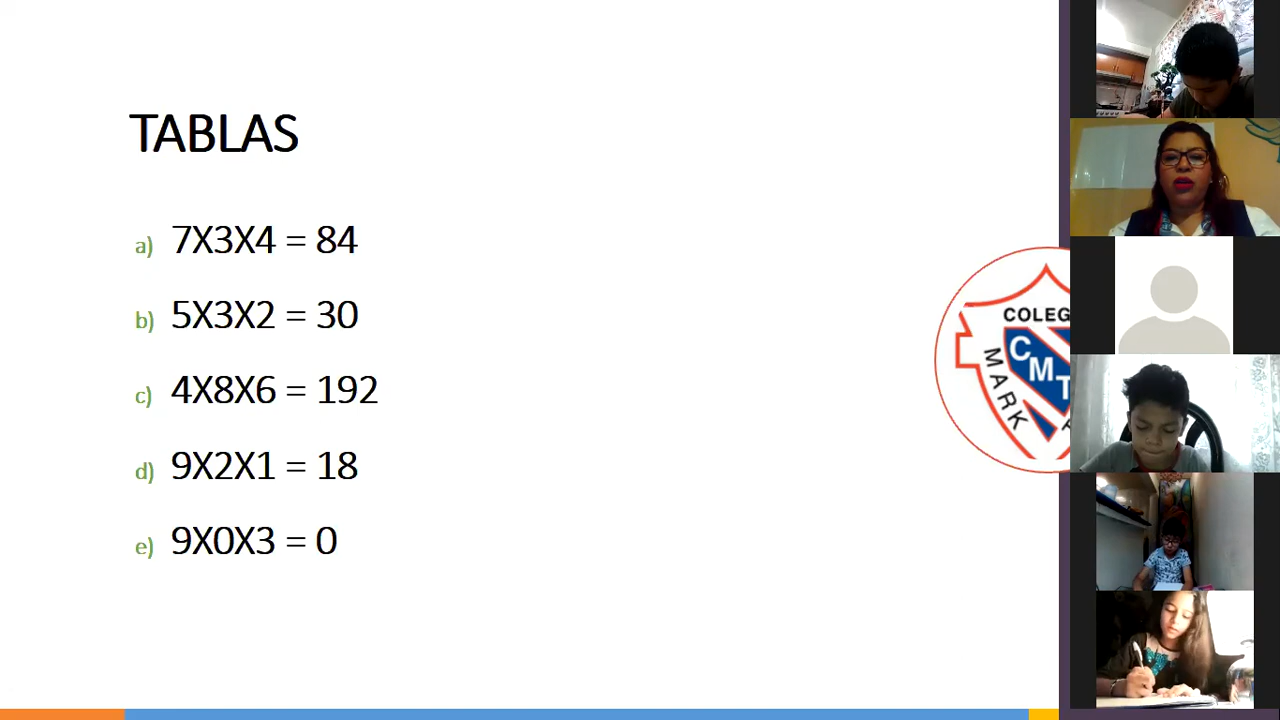 TABLAS
a) 7X3X4 = 84
b) 5X3X2 = 30
c) 4X8X6 = 192
d) 9X2X1 = 18
e) 9X0X3 = 0
COLEG
CMT
MARK